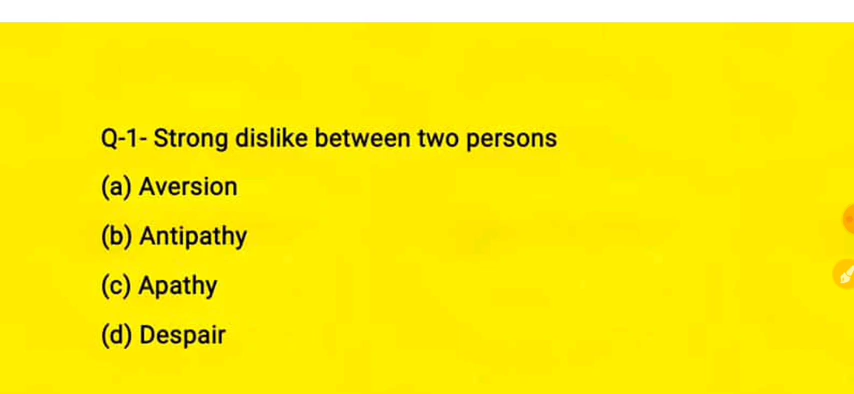 Q-1- Strong dislike between two persons
(a) Aversion
(b) Antipathy
(c) Apathy
(d) Despair